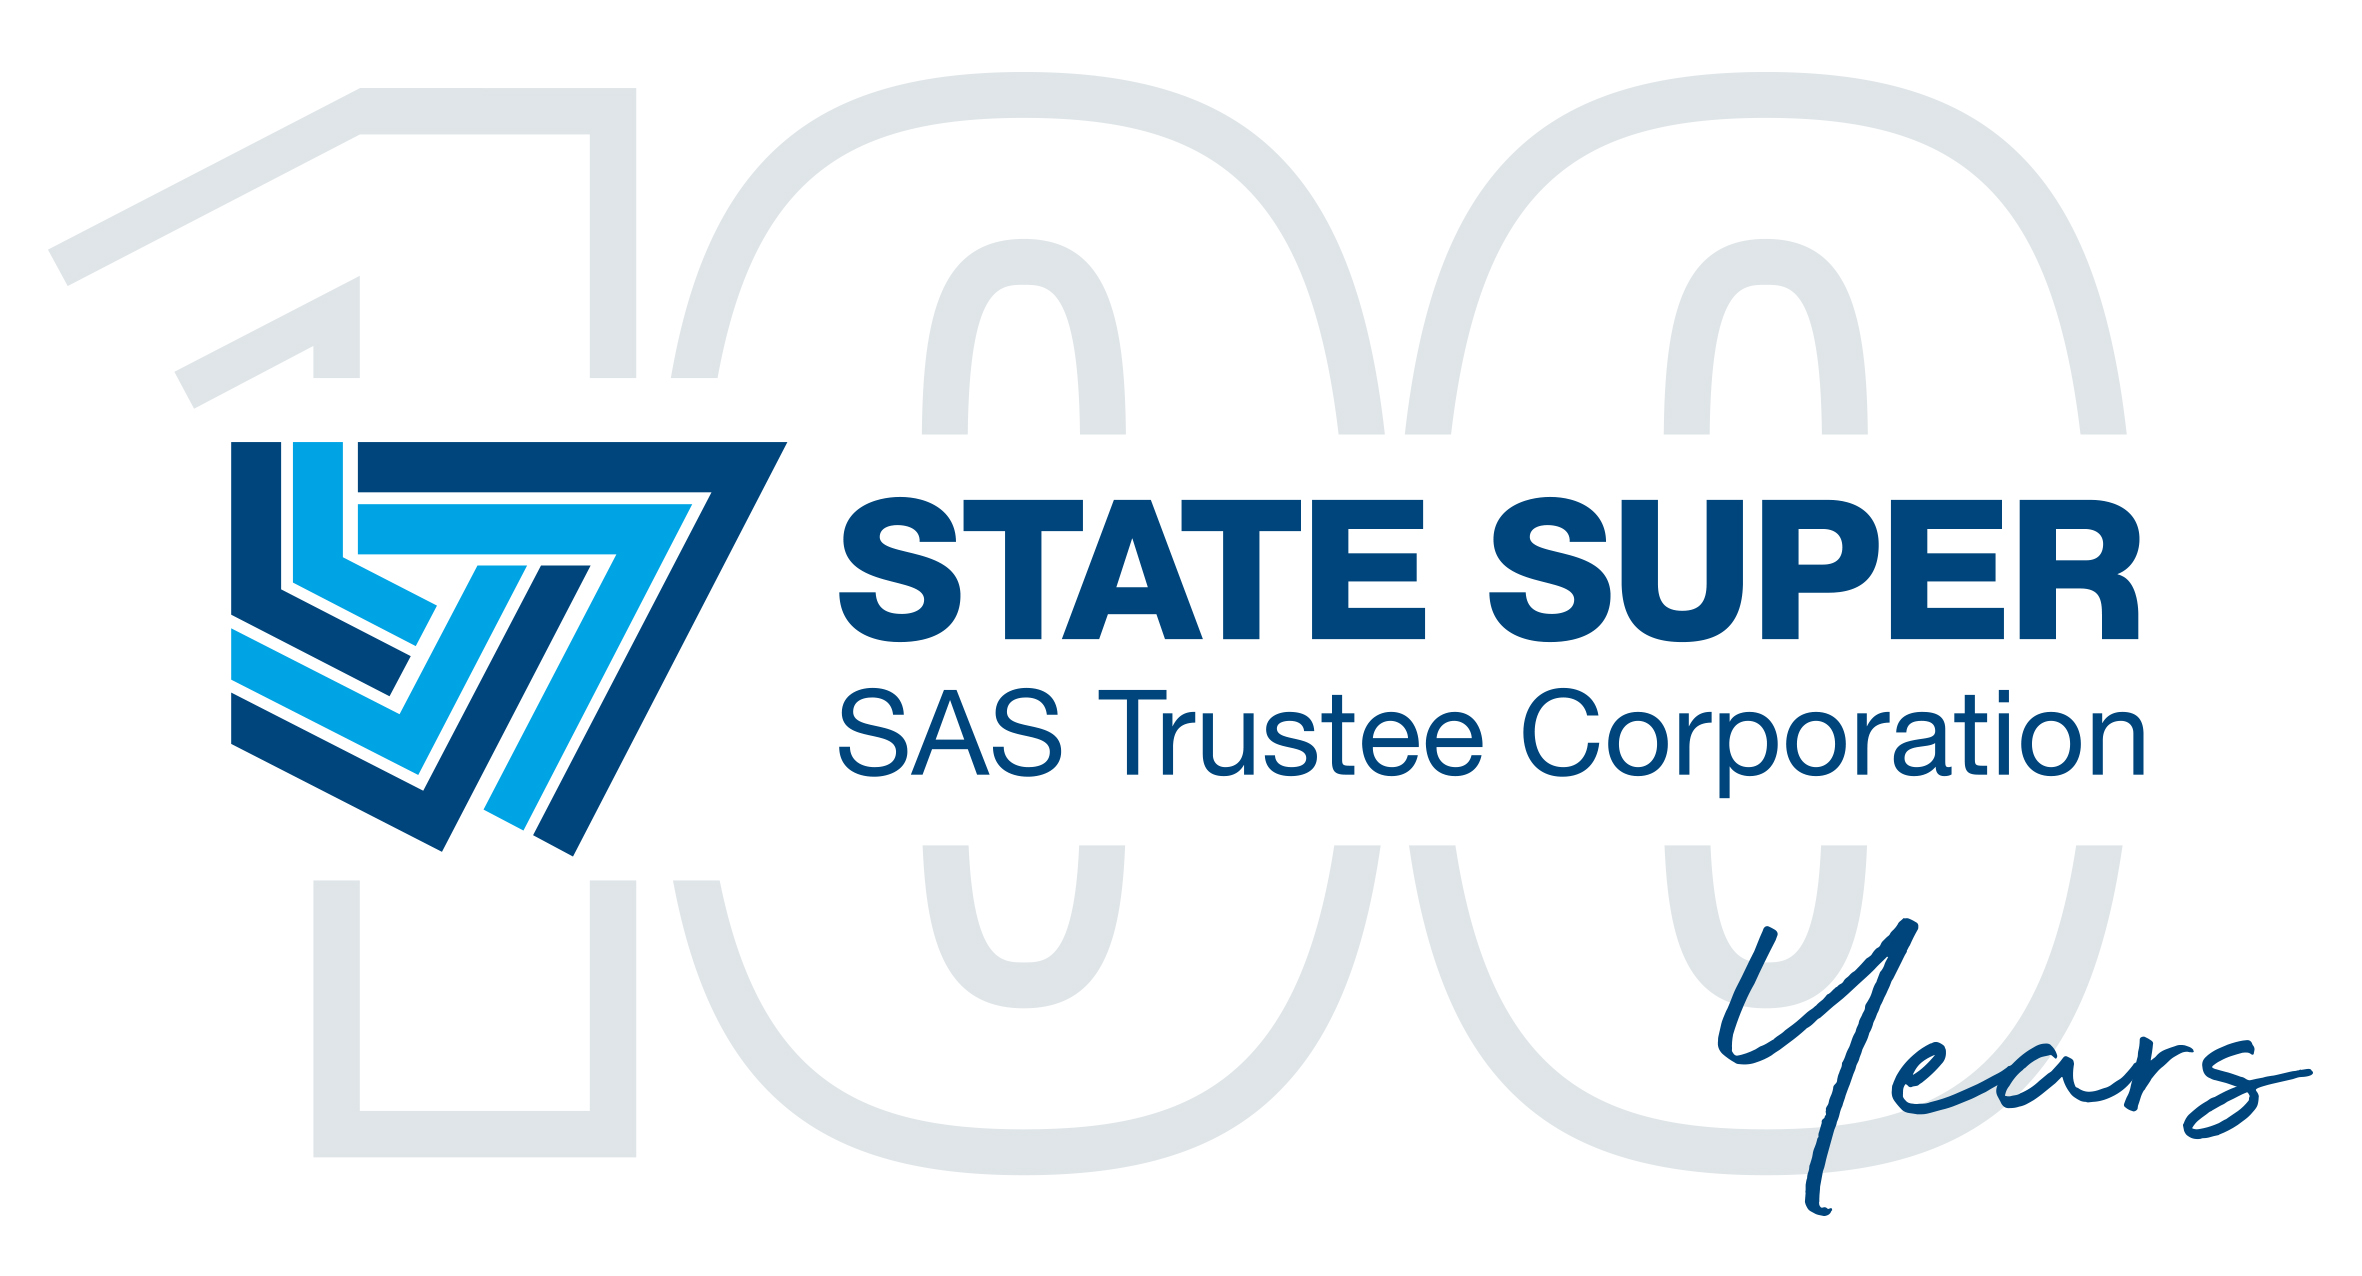 100
STATE SUPER
SAS Trustee Corporation
Years